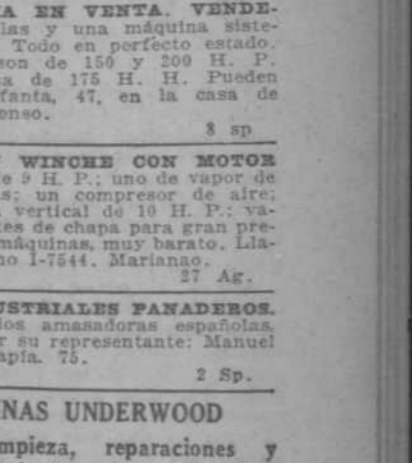 A EN VENTA. VENDE-
las y una máquina siste-
Todo en perfecto estado.
son de 150 y 200 H. P.
sa de 175 H. H. Pueden
fanta, 47, en la casa de
onso.
8 sp
WINCHE CON MOTOR
e 9 H. P.; uno de vapor de
s; un compresor de aire;
vertical de 10 H. P.; va-
es de chapa para gran pre-
máquinas, muy barato. Lla-
no I-7544. Marianao.
27 Ag.
USTRIALES PANADEROS.
los amasadoras españolas,
r su representante: Manuel
apía. 75.
2 Sp.
NAS UNDERWOOD
mpieza, reparaciones y